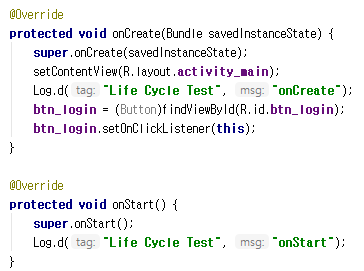 @Override
protected void onCreate(Bundle savedInstanceState) {
super.onCreate(savedInstanceState);
setContentView(R.layout.activity_main);
Log.d( tag: "Life Cycle Test", msg: "onCreate");
btn_login = (Button)findViewById(R.id.btn_login);
btn_login.setOnClickListener(this);
}
@Override
protected void onStart() {
super.onStart();
Log.d( tag: "Life Cycle Test", msg: "onStart");
}